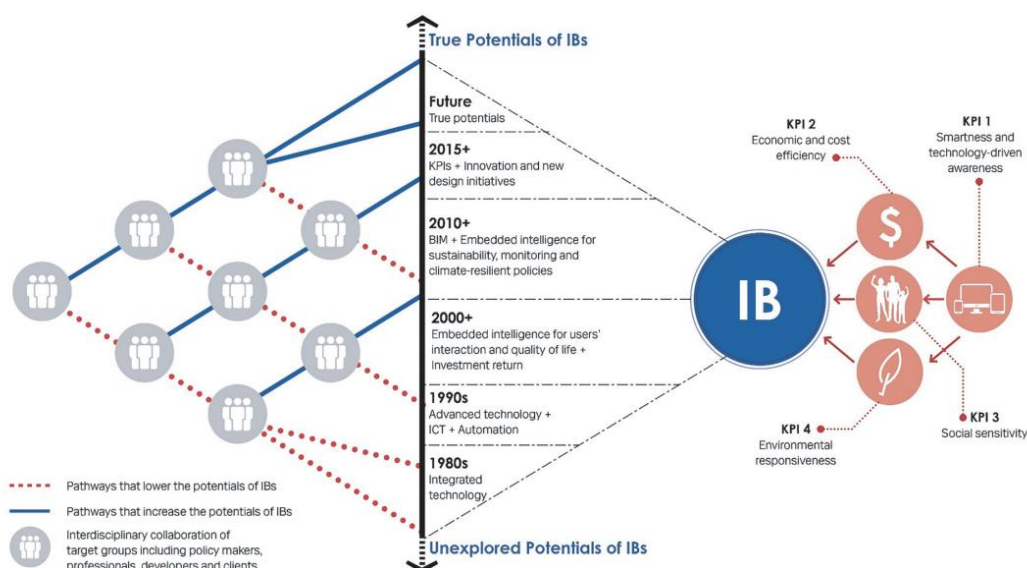 True Potentials of IBs
Future
True potentials
2015+
KPIs + Innovation and new
design initiatives
2010+
BIM + Embedded intelligence for
sustainability, monitoring and
climate-resilient policies
2000+
Embedded intelligence for users'
interaction and quality of life +
Investment return
1990s
Advanced technology +
ICT + Automation
1980s
Integrated
technology
Unexplored Potentials of IBs
IB
KPI 2
Economic and cost
efficiency
KPI 1
Smartness and
technology-driven
awareness
$
KPI 4
Environmental
responsiveness
KPI 3
Social sensitivity
Pathways that lower the potentials of IBs
Pathways that increase the potentials of IBs
Interdisciplinary collaboration of
target groups including policy makers,
professionals, developers and clients